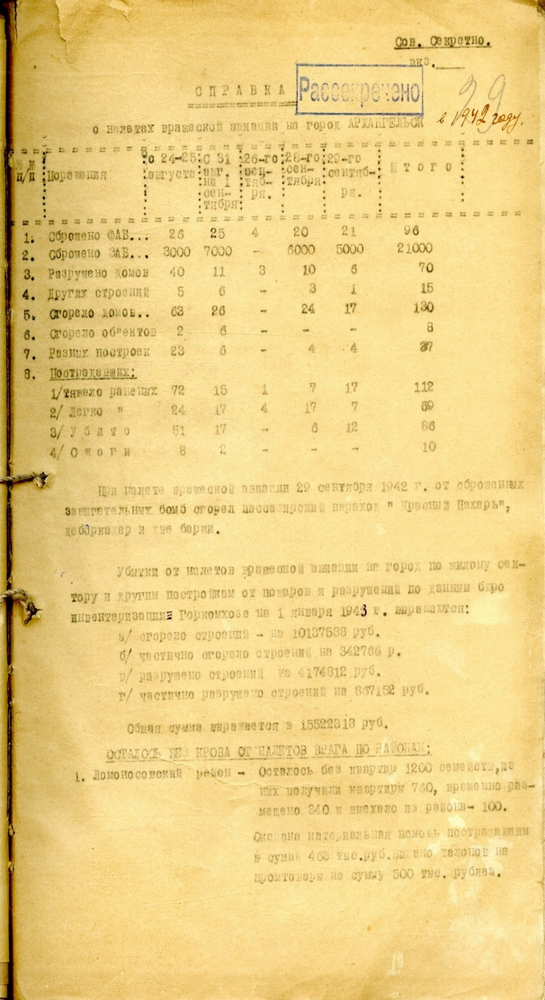 Сов. Секретно.
экз.____
СПРАВКА
Рассекречено
29
о налетах вражеской авиации на город АРХАНГЕЛЬСК в 1942 году.
№ № п/п Поражения с 24-25 августа С 31 авг. на 1 сентября 26-го сентября. 28-го сентября 29-го сентября. Итого
1. Сброшено ФАБ... 26 25 4 20 21 96
2. Сброшено ЗАБ... 3000 7000 - 6000 5000 21000
3. Разрушено домов 40 11 3 10 6 70
4. Других строений 5 6 - 3 1 15
5. Сгорело домов.. 63 26 - 24 17 130
6. Сгорело об"ектов 2 6 - - - 8
7. Разных построек 23 6 - 4 4 37
8. Пострадавших:
1/тяжело раненых 72 15 1 7 17 112
2/ Легко " 24 17 4 17 7 69
3/ Убито 51 17 - 6 12 86
4/ Ожоги 8 2 - - - 10
При налете вражеской авиации 29 сентября 1942 г. от сброшенных
зажигательных бомб сгорел пассажирский параход " Красный Пахарь",
дебаркадер и две баржи.
Убытки от налетов вражеской авиации на город по жилому сек-
тору и другим постройкам от пожаров и разрушений по данным бюро
инвентаризации Горкомхоза на 1 января 1943 г. выражаются:
а/ сгорело строений - на 10137588 руб.
б/ частично сгорело строений на 342766 р.
в/ разрушено строений на 4174812 руб.
г/ частично разрушено строений на 867152 руб.
Общая сумма выражается в 15522318 руб.
ОСТАЛОСЬ БЕЗ КРОВА ОТ НАЛЕТОВ ВРАГА ПО РАЙОНАМ:
1. Ломоносовский район - Осталось без квартир 1200 семейств,из
них получили квартиры 760, временно раз-
мещено 340 и выехало из района- 100.
Оказана материальная помощь пострадавшим
в сумме 463 тыс.руб.Выдано талонов на
промтовары на сумму 500 тыс. рублей.